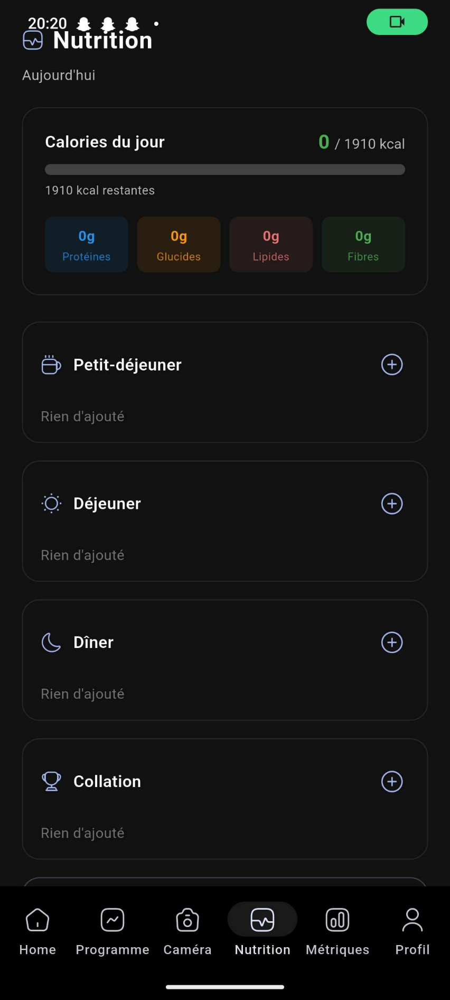 20:20
Nutrition
Aujourd'hui
Calories du jour
0 / 1910 kcal
1910 kcal restantes
0g
Protéines
0g
Glucides
0g
Lipides
0g
Fibres
Petit-déjeuner
Rien d'ajouté
Déjeuner
Rien d'ajouté
Dîner
Rien d'ajouté
Collation
Rien d'ajouté
Home
Programme
Caméra
Nutrition
Métriques
Profil